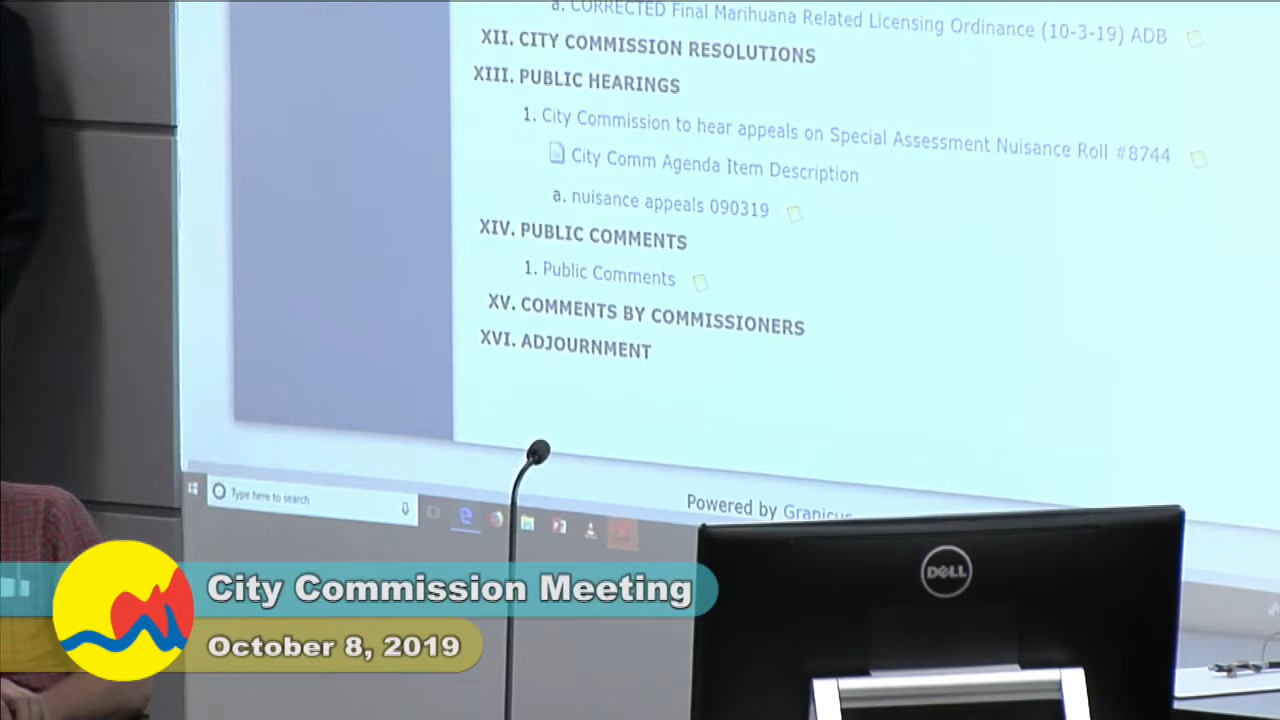 a. CORRECTED Final Marihuana Related Licensing Ordinance (10-3-19) ADB
XII. CITY COMMISSION RESOLUTIONS
XIII. PUBLIC HEARINGS
1. City Commission to hear appeals on Special Assessment Nuisance Roll #8744
City Comm Agenda Item Description
a. nuisance appeals 090319
XIV. PUBLIC COMMENTS
1. Public Comments
XV. COMMENTS BY COMMISSIONERS
XVI. ADJOURNMENT
Type here to search
Powered by Granicus
DELL
City Commission Meeting
October 8, 2019